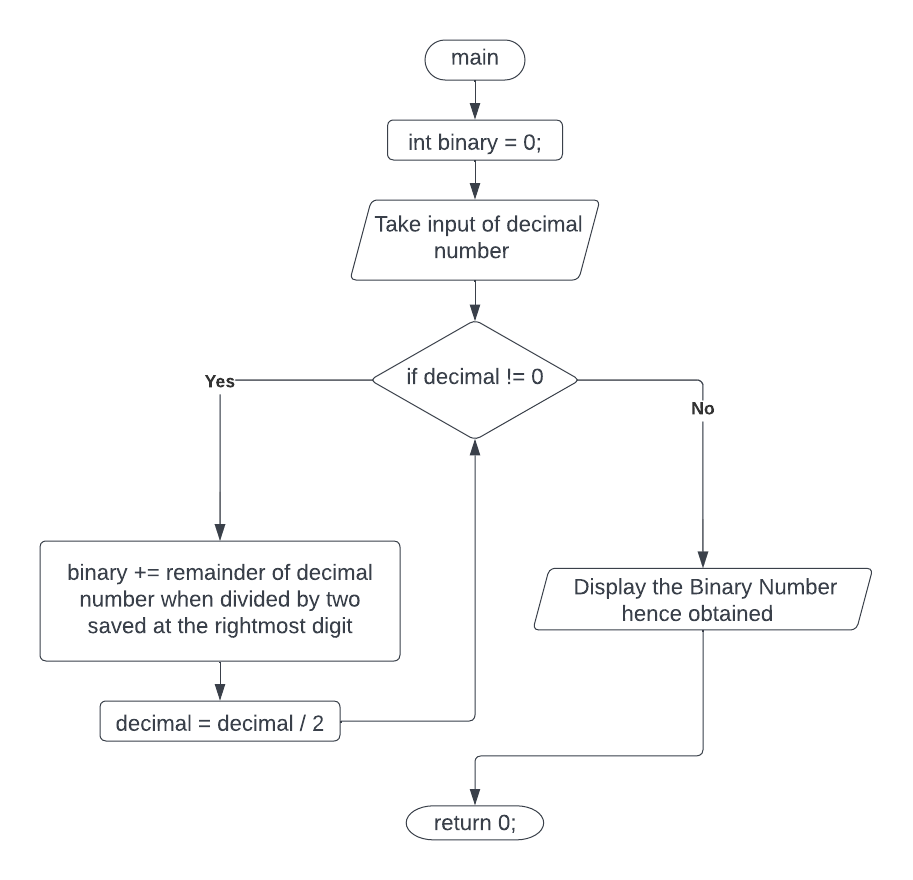 main
int binary = 0;
Take input of decimal
number
if decimal != 0
Yes
No
binary += remainder of decimal
number when divided by two
saved at the rightmost digit
Display the Binary Number
hence obtained
decimal = decimal / 2
return 0;